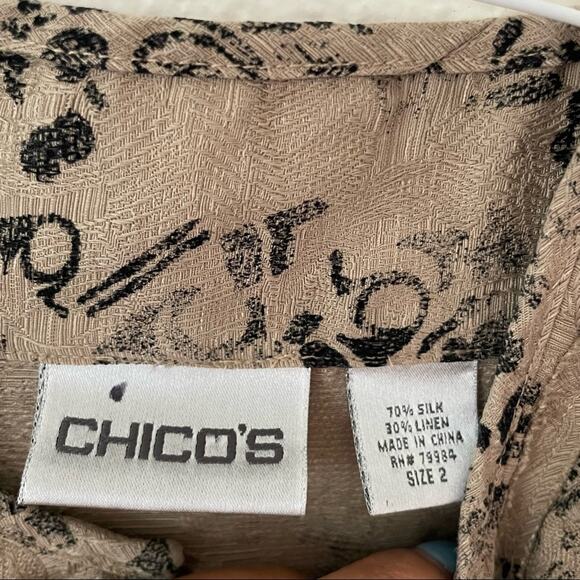 CHICO'S
70% SILK
30% LINEN
MADE IN CHINA
RN# 79984
SIZE 2